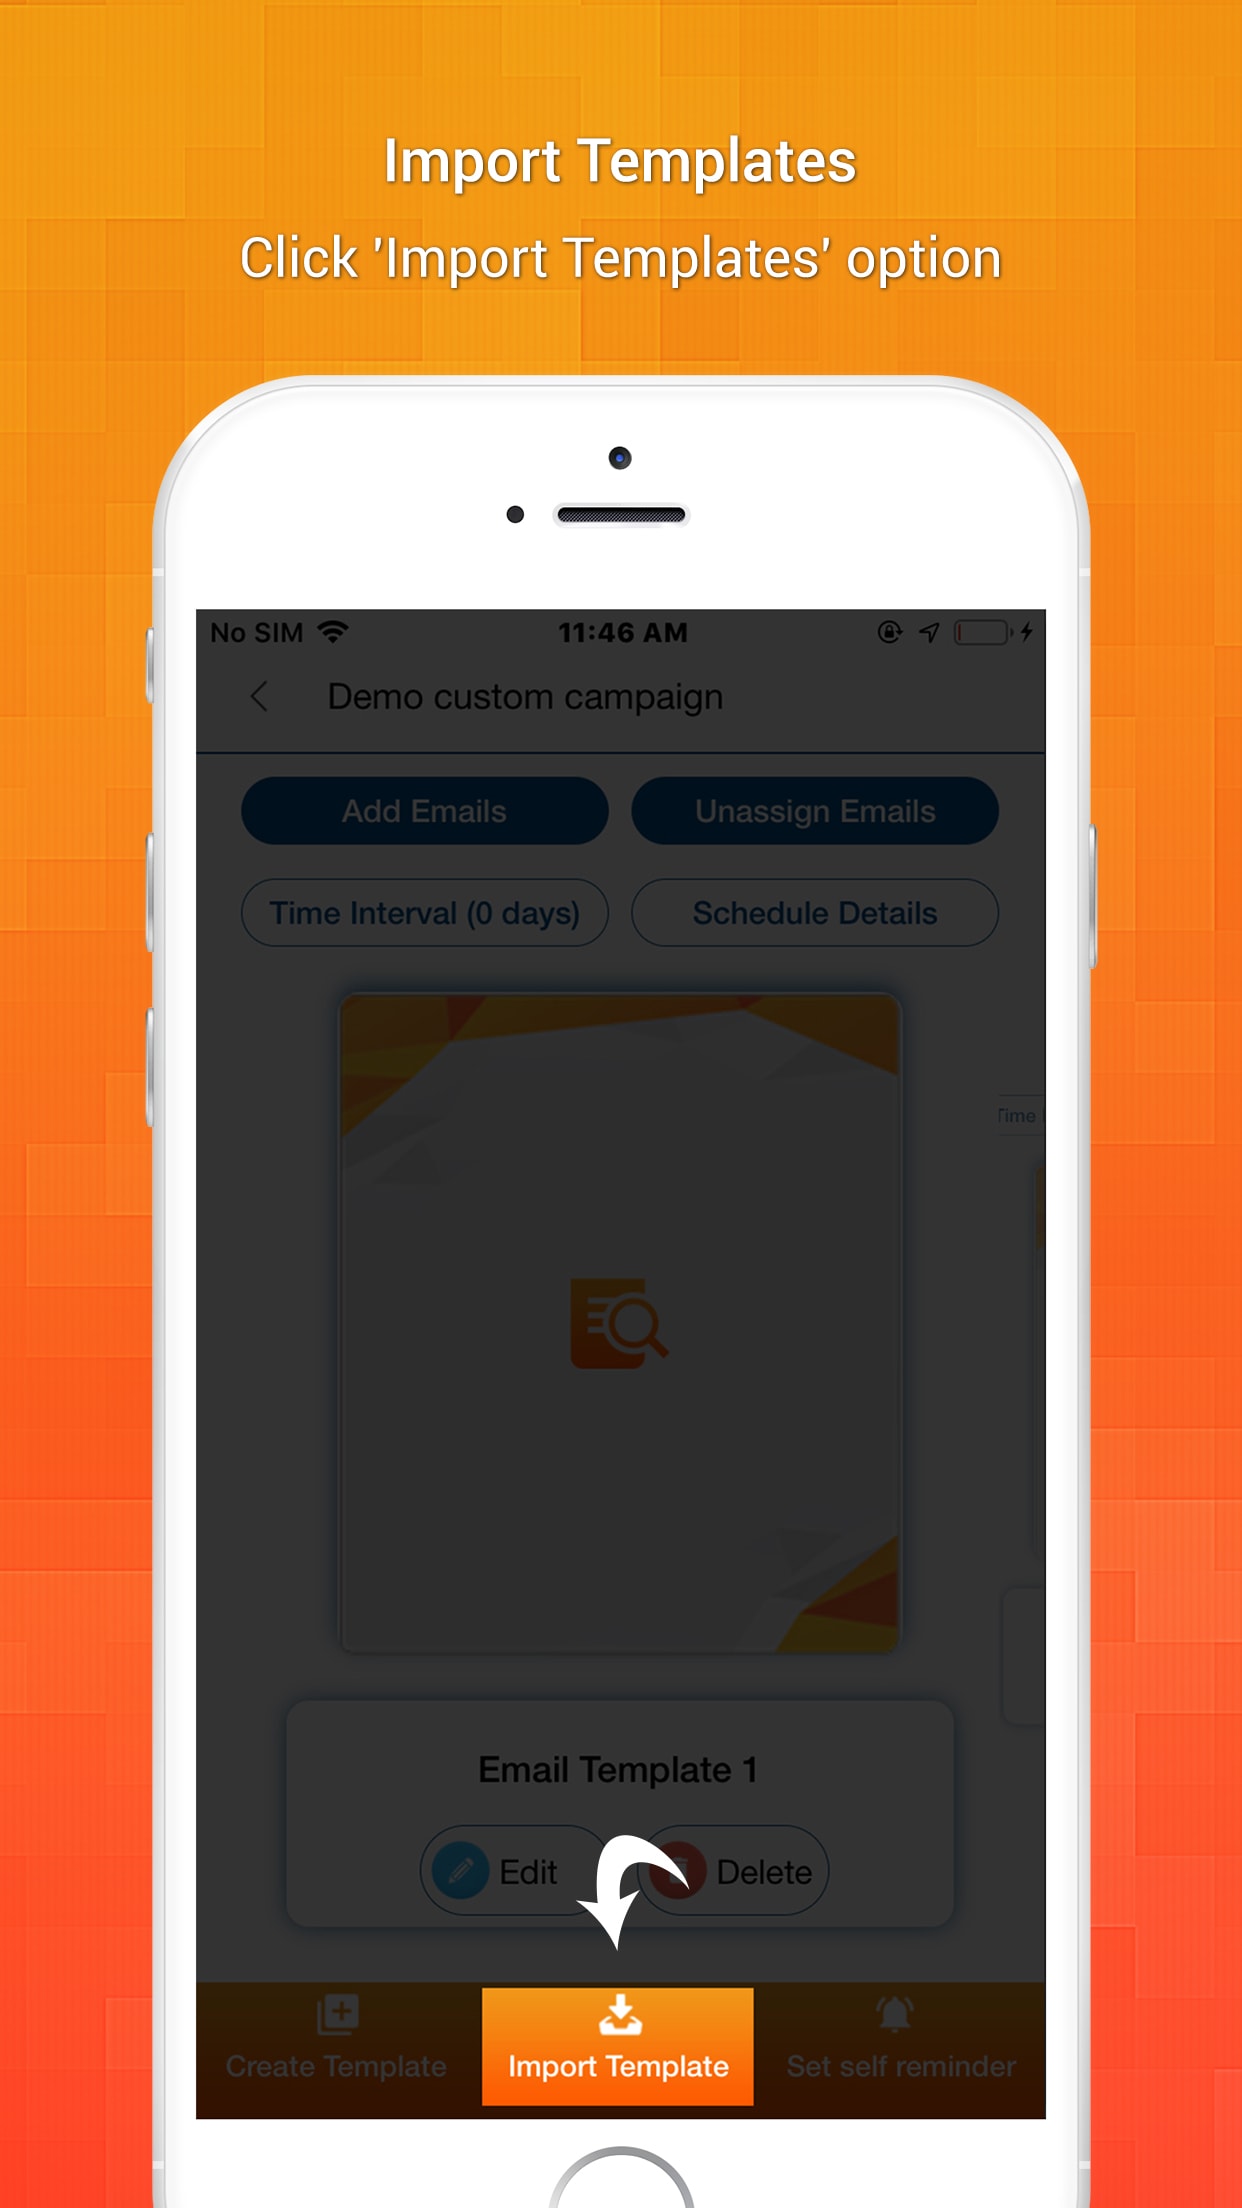 Import Templates
Click 'Import Templates' option
No SIM 11:46 AM
Demo custom campaign
Add Emails Unassign Emails
Time Interval (0 days) Schedule Details
Time
Email Template 1
Edit Delete
Create Template Import Template Set self reminder